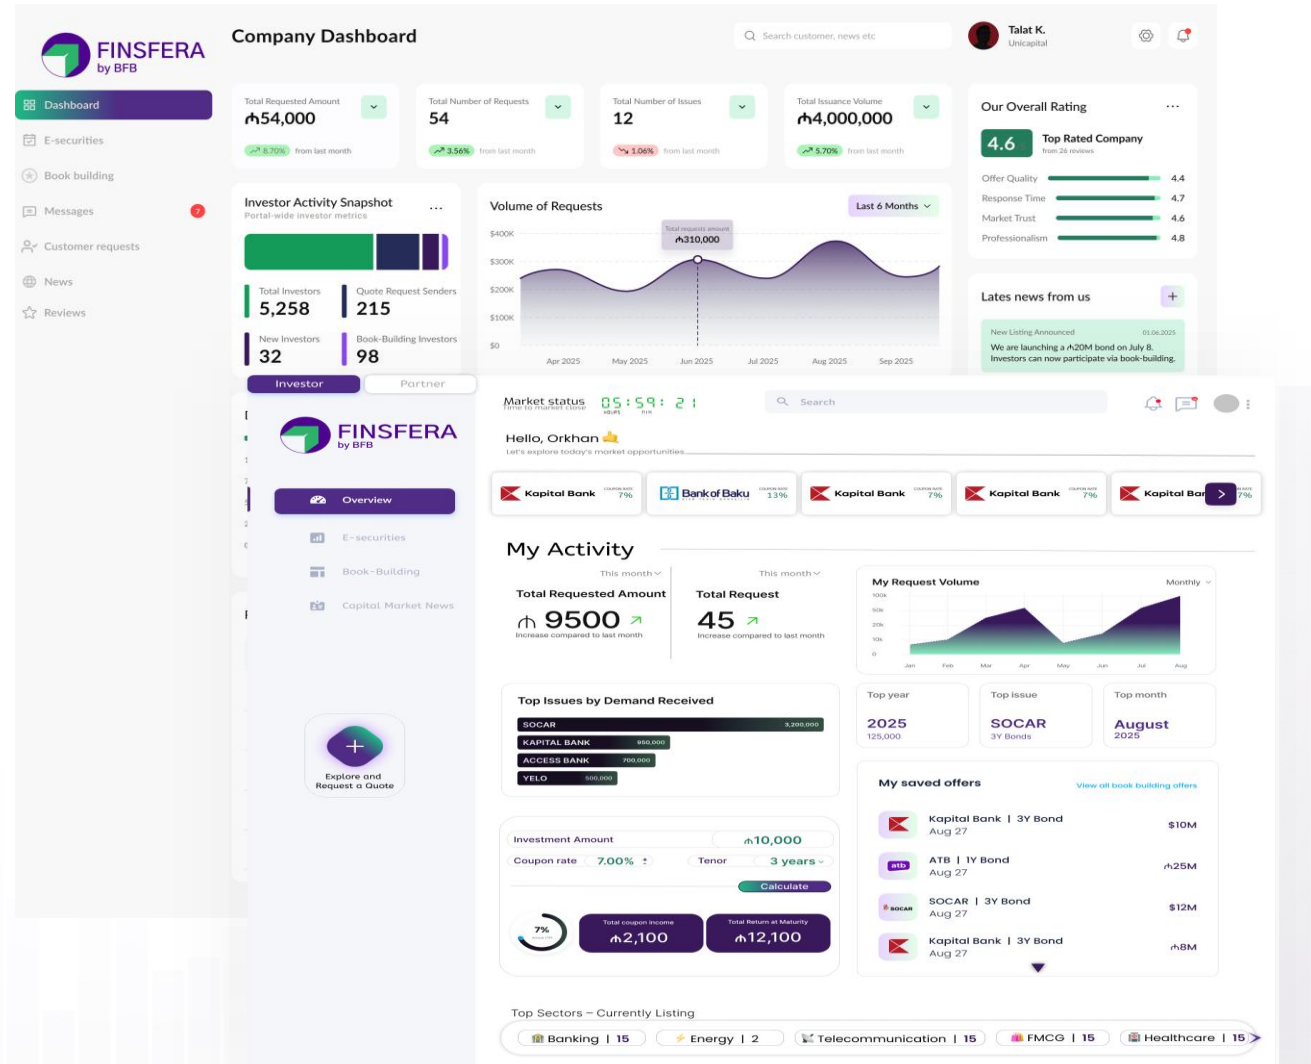 FINSFERA
by BFB
Company Dashboard
Search customer, news etc
Talat K.
Unicapital
Dashboard
E-securities
Book building
Messages
7
Customer requests
News
Reviews
Total Requested Amount
₼54,000
8.70% from last month
Total Number of Requests
54
3.56% from last month
Total Number of Issues
12
1.06% from last month
Total Issuance Volume
₼4,000,000
5.70% from last month
Our Overall Rating
...
4.6
Top Rated Company
from 26 reviews
Offer Quality 4.4
Response Time 4.7
Market Trust 4.6
Professionalism 4.8
Investor Activity Snapshot
...
Portal-wide investor metrics
Total Investors
5,258
Quote Request Senders
215
New Investors
32
Book-Building Investors
98
Volume of Requests
Last 6 Months
$400K
$300K
$200K
$100K
$0
Total requests amount
₼310,000
Apr 2025 May 2025 Jun 2025 Jul 2025 Aug 2025 Sep 2025
Lates news from us
+
New Listing Announced 01.06.2025
We are launching a ₼20M bond on July 8.
Investors can now participate via book-building.
Investor
Partner
FINSFERA
by BFB
Overview
E-securities
Book-Building
Capital Market News
+
Explore and
Request a Quote
Market status
Time to market close
05:59: 21
HOURS MIN
Search
Hello, Orkhan
Let's explore today's market opportunities
Kapital Bank COUPON RATE 7%
Bank of Baku COUPON RATE 13%
Kapital Bank COUPON RATE 7%
Kapital Bank COUPON RATE 7%
Kapital Bar 7%
My Activity
This month
Total Requested Amount
₼ 9500
Increase compared to last month
This month
Total Request
45
Increase compared to last month
My Request Volume
Monthly
100k
50k
20k
10k
0
Jan Feb Mar Apr May Jun Jul Aug
Top Issues by Demand Received
SOCAR 3,200,000
KAPITAL BANK 950,000
ACCESS BANK 700,000
YELO 500,000
Top year
2025
125,000
Top issue
SOCAR
3Y Bonds
Top month
August
2025
My saved offers
View all book building offers
Kapital Bank | 3Y Bond
Aug 27
$10M
atb
ATB | 1Y Bond
Aug 27
₼25M
SOCAR
SOCAR | 3Y Bond
Aug 27
$12M
Kapital Bank | 3Y Bond
Aug 27
₼8M
Investment Amount ₼10,000
Coupon rate 7.00% Tenor 3 years
Calculate
7%
Total coupon income
₼2,100
Total Return at Maturity
₼12,100
Top Sectors – Currently Listing
Banking | 15
Energy | 2
Telecommunication | 15
FMCG | 15
Healthcare | 15